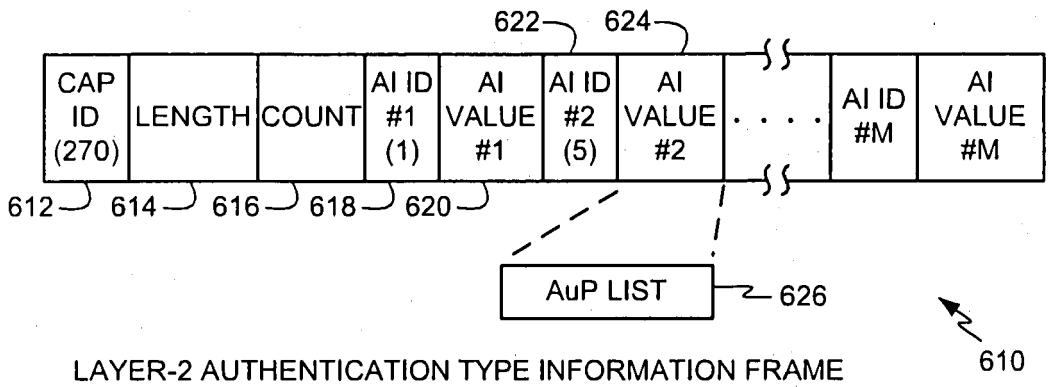 622
624
CAP ID (270)
LENGTH
COUNT
AI ID #1 (1)
AI VALUE #1
AI ID #2 (5)
AI VALUE #2
. . . . .
AI ID #M
AI VALUE #M
612
614
616
618
620
AuP LIST
626
610
LAYER-2 AUTHENTICATION TYPE INFORMATION FRAME